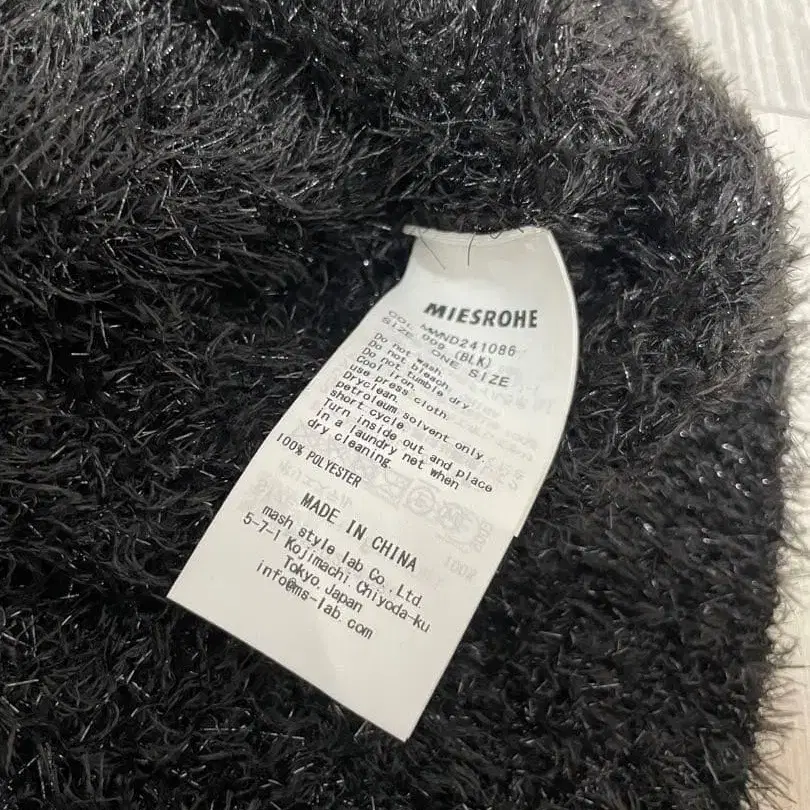 MIESROHE
MWND241086
COL 009 (BLK)
SIZE ONE SIZE
Do not wash.
Do not bleach.
Do not tumble dry.
Cool iron.
use press cloth.
Dryclean.
petroleum solvent only.
short cycle.
Turn inside out and place
in a laundry net when
dry cleaning.
100% POLYESTER
MADE IN CHINA
mash style lab Co., Ltd.
5-7-1 Kojimachi Chiyoda-ku
Tokyo, Japan
info@ms-lab.com